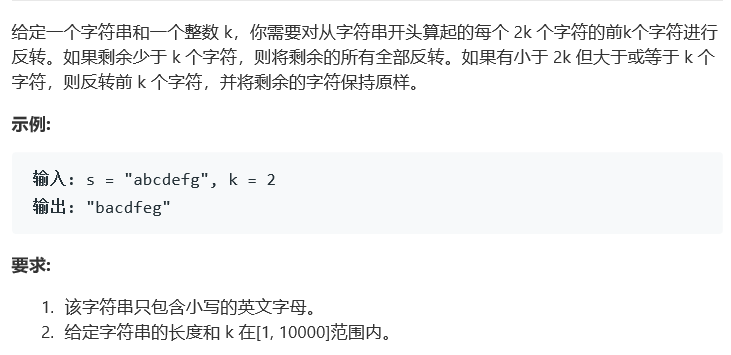 给定一个字符串和一个整数 k，你需要对从字符串开头算起的每个 2k 个字符的前k个字符进行
反转。如果剩余少于 k 个字符，则将剩余的所有全部反转。如果有小于 2k 但大于或等于 k 个
字符，则反转前 k 个字符，并将剩余的字符保持原样。
示例:
输入: s = "abcdefg", k = 2
输出: "bacdfeg"
要求:
1. 该字符串只包含小写的英文字母。
2. 给定字符串的长度和 k 在[1, 10000]范围内。